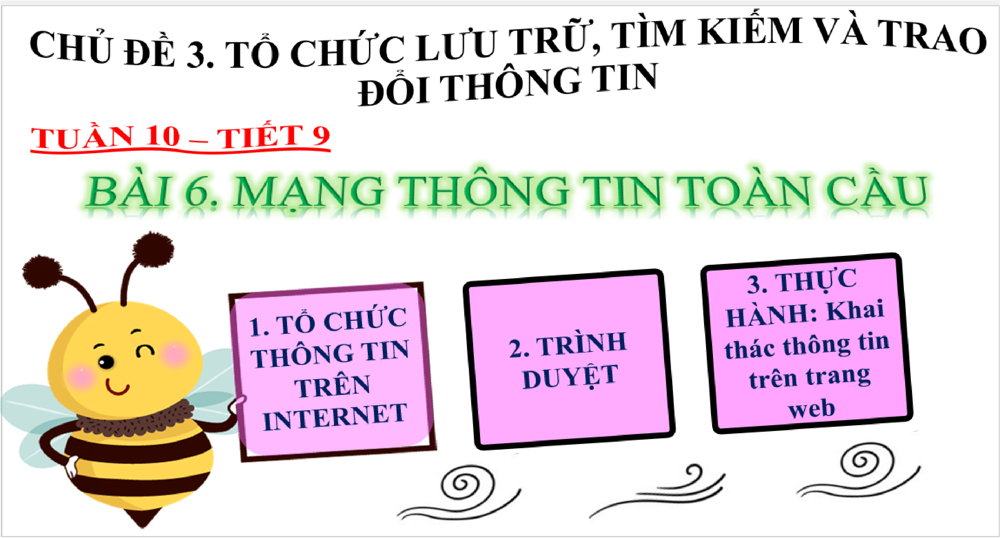 CHỦ ĐỀ 3. TỔ CHỨC LƯU TRỮ, TÌM KIẾM VÀ TRAO
ĐỔI THÔNG TIN
TUẦN 10 – TIẾT 9
BÀI 6. MẠNG THÔNG TIN TOÀN CẦU
1. TỔ CHỨC
THÔNG TIN
TRÊN
INTERNET
2. TRÌNH
DUYỆT
3. THỰC
HÀNH: Khai
thác thông tin
trên trang
web